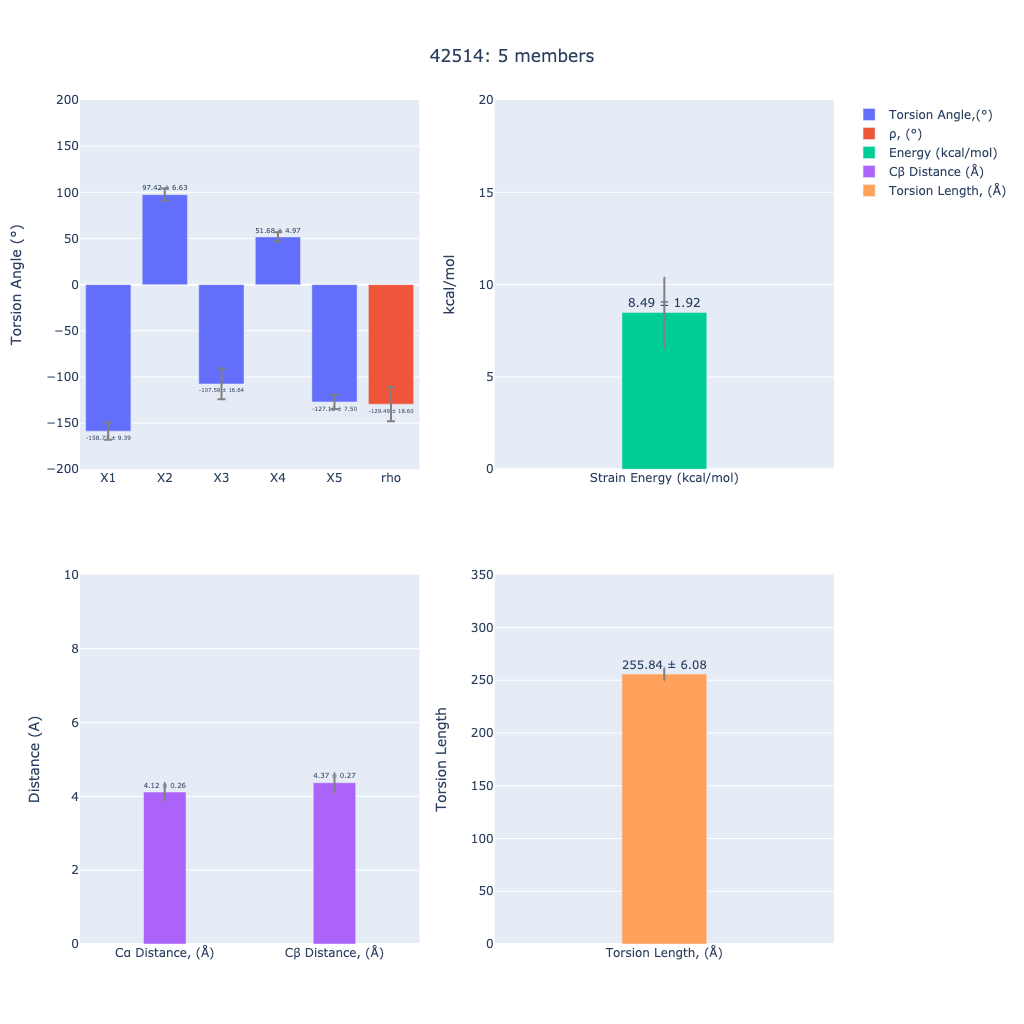 42514: 5 members
200
150
100
50
0
−50
−100
−150
−200
Torsion Angle (°)
97.42 ± 6.63
51.68 ± 4.97
-107.59 ± 16.64
± 7.50
-129.49 ± 18.60
± 9.39
X1 X2 X3 X4 X5 rho
20
15
10
5
0
kcal/mol
8.49 ± 1.92
Strain Energy (kcal/mol)
Torsion Angle,(°)
ρ, (°)
Energy (kcal/mol)
Cβ Distance (Å)
Torsion Length, (Å)
10
8
6
4
2
0
Distance (A)
4.12 ± 0.26
4.37 ± 0.27
Cα Distance, (Å) Cβ Distance, (Å)
350
300
250
200
150
100
50
0
Torsion Length
255.84 ± 6.08
Torsion Length, (Å)